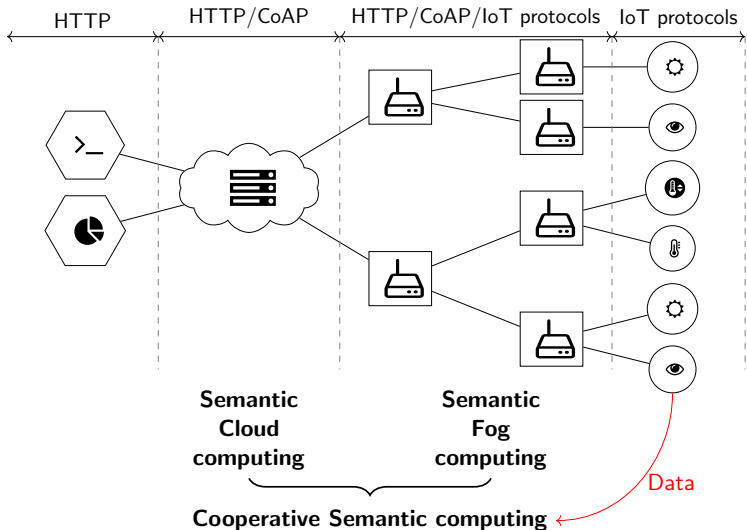 HTTP
HTTP/CoAP
HTTP/CoAP/IoT protocols
IoT protocols
Semantic
Cloud
computing
Semantic
Fog
computing
Data
Cooperative Semantic computing